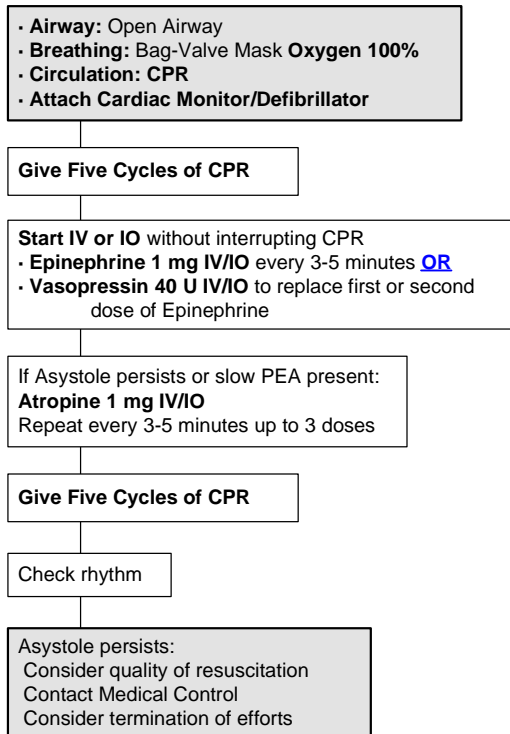 · Airway: Open Airway
· Breathing: Bag-Valve Mask Oxygen 100%
· Circulation: CPR
· Attach Cardiac Monitor/Defibrillator
Give Five Cycles of CPR
Start IV or IO without interrupting CPR
· Epinephrine 1 mg IV/IO every 3-5 minutes OR
· Vasopressin 40 U IV/IO to replace first or second
dose of Epinephrine
If Asystole persists or slow PEA present:
Atropine 1 mg IV/IO
Repeat every 3-5 minutes up to 3 doses
Give Five Cycles of CPR
Check rhythm
Asystole persists:
Consider quality of resuscitation
Contact Medical Control
Consider termination of efforts